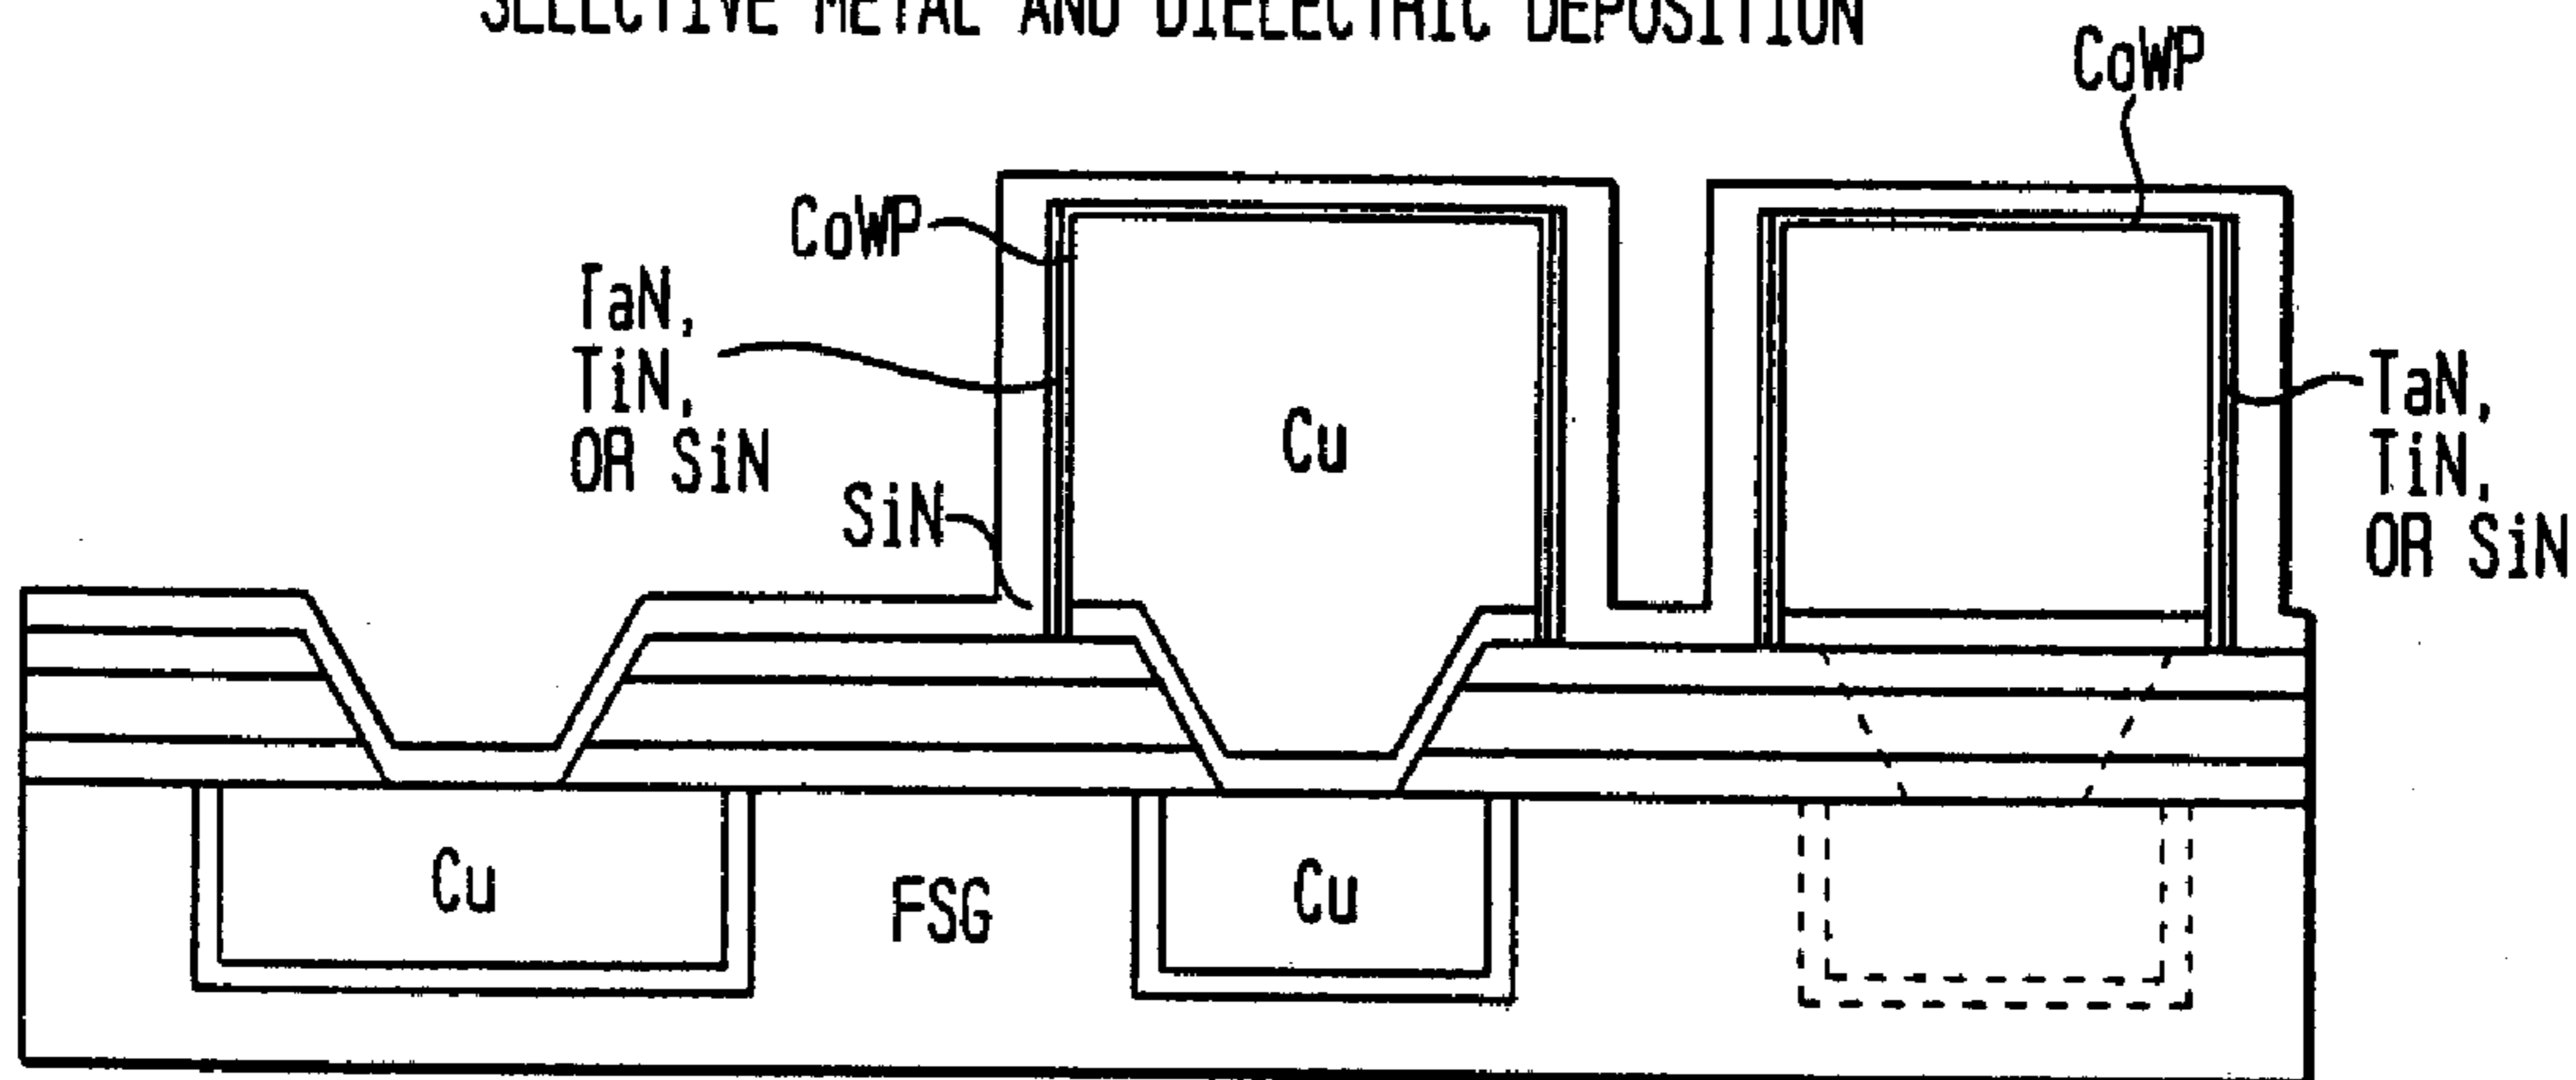 SELECTIVE METAL AND DIELECTRIC DEPOSITION
CoWP
CoWP
TaN,
TiN,
OR SiN
SiN
Cu
TaN,
TiN,
OR SiN
Cu
FSG
Cu